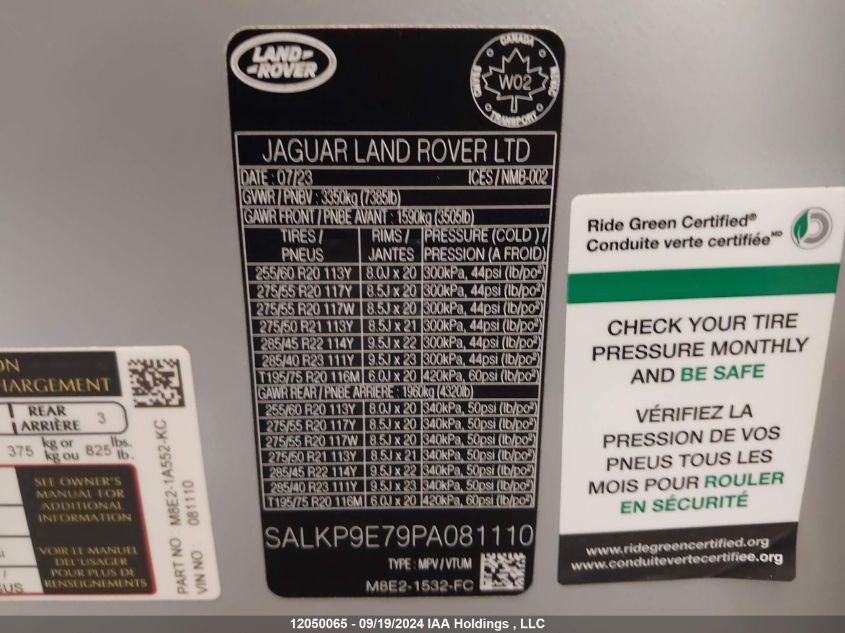 LAND-
-ROVER
CANADA
W02
TRANSPORT
JAGUAR LAND ROVER LTD
DATE : 07/23 ICES / NMB-002
GVWR / PNBV : 3350kg (7385lb)
GAWR FRONT / PNBE AVANT : 1590kg (3505lb)
TIRES / RIMS / PRESSURE (COLD) /
PNEUS JANTES PRESSION (A FROID)
255/60 R20 113Y 8.0J x 20 300kPa, 44psi (lb/po²)
275/55 R20 117Y 8.5J x 20 300kPa, 44psi (lb/po²)
275/55 R20 117W 8.5J x 20 300kPa, 44psi (lb/po²)
275/50 R21 113Y 8.5J x 21 300kPa, 44psi (lb/po²)
285/45 R22 114Y 9.5J x 22 300kPa, 44psi (lb/po²)
285/40 R23 111Y 9.5J x 23 300kPa, 44psi (lb/po²)
T195/75 R20 116M 6.0J x 20 420kPa, 60psi (lb/po²)
GAWR REAR / PNBE ARRIERE : 1960kg (4320lb)
255/60 R20 113Y 8.0J x 20 340kPa, 50psi (lb/po²)
275/55 R20 117Y 8.5J x 20 340kPa, 50psi (lb/po²)
275/55 R20 117W 8.5J x 20 340kPa, 50psi (lb/po²)
275/50 R21 113Y 8.5J x 21 340kPa, 50psi (lb/po²)
285/45 R22 114Y 9.5J x 22 340kPa, 50psi (lb/po²)
285/40 R23 111Y 9.5J x 23 340kPa, 50psi (lb/po²)
T195/75 R20 116M 6.0J x 20 420kPa, 60psi (lb/po²)
SALKP9E79PA081110
TYPE : MPV / VTUM
M8E2-1532-FC
ON
HARGEMENT
REAR
ARRIÈRE 3
375 kg or 825 lbs.
kg ou lb.
SEE OWNER'S
MANUAL FOR
ADDITIONAL
INFORMATION
VOIR LE MANUEL
DE L'USAGER
POUR PLUS DE
RENSEIGNEMENTS
PART NO M8E2-1A552-KC
VIN NO : 081110
Ride Green Certified®
Conduite verte certifiée MD
CHECK YOUR TIRE
PRESSURE MONTHLY
AND BE SAFE
VÉRIFIEZ LA
PRESSION DE VOS
PNEUS TOUS LES
MOIS POUR ROULER
EN SÉCURITÉ
www.ridegreencertified.org
www.conduitevertecertifiee.org
12050065 - 09/19/2024 IAA Holdings , LLC